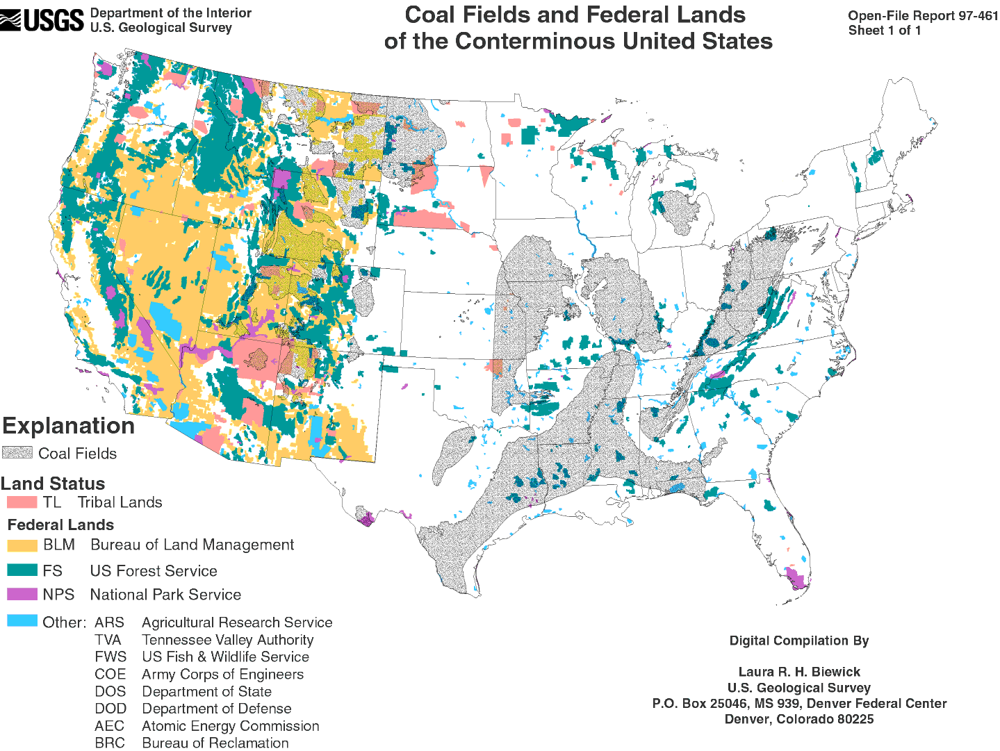 USGS
Department of the Interior
U.S. Geological Survey
Coal Fields and Federal Lands
of the Conterminous United States
Open-File Report 97-461
Sheet 1 of 1
Explanation
Coal Fields
Land Status
TL Tribal Lands
Federal Lands
BLM Bureau of Land Management
FS US Forest Service
NPS National Park Service
Other: ARS Agricultural Research Service
TVA Tennessee Valley Authority
FWS US Fish & Wildlife Service
COE Army Corps of Engineers
DOS Department of State
DOD Department of Defense
AEC Atomic Energy Commission
BRC Bureau of Reclamation
Digital Compilation By
Laura R. H. Biewick
U.S. Geological Survey
P.O. Box 25046, MS 939, Denver Federal Center
Denver, Colorado 80225